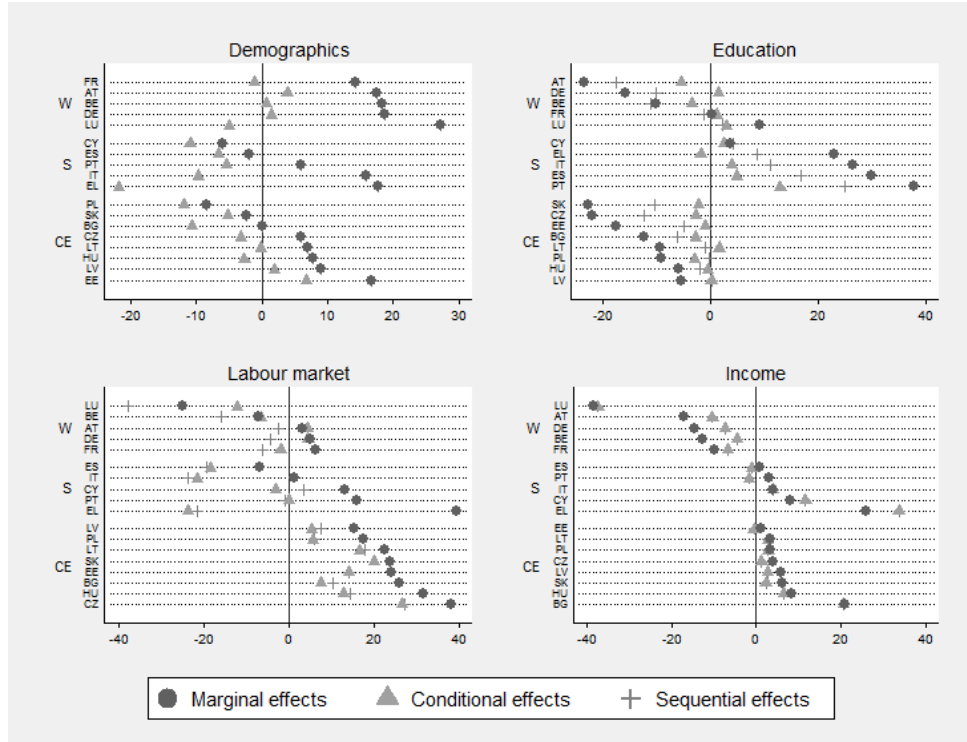 Demographics
FR
AT
W
BE
DE
LU
CY
ES
S
PT
IT
EL
PL
SK
BG
CE
CZ
LT
HU
LV
EE
-20 -10 0 10 20 30
Education
AT
DE
W
BE
FR
LU
CY
EL
S
IT
ES
PT
SK
CZ
EE
CE
BG
LT
PL
HU
LV
-20 0 20 40
Labour market
LU
BE
W
AT
DE
FR
ES
IT
S
CY
PT
EL
LV
PL
LT
CE
SK
EE
BG
HU
CZ
-40 -20 0 20 40
Income
LU
AT
W
DE
BE
FR
ES
PT
S
IT
CY
EL
EE
LT
PL
CE
CZ
LV
SK
HU
BG
-40 -20 0 20 40
Marginal effects Conditional effects Sequential effects